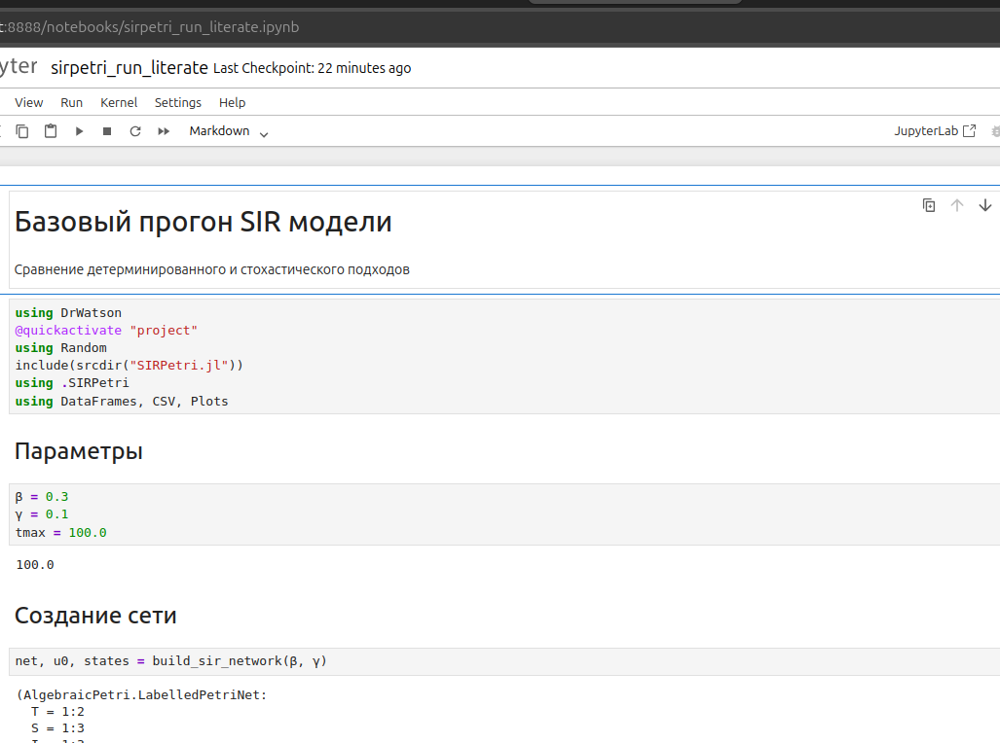 t:8888/notebooks/sirpetri_run_literate.ipynb
yter sirpetri_run_literate Last Checkpoint: 22 minutes ago
View Run Kernel Settings Help
Markdown JupyterLab
Базовый прогон SIR модели
Сравнение детерминированного и стохастического подходов
using DrWatson
@quickactivate "project"
using Random
include(srcdir("SIRPetri.jl"))
using .SIRPetri
using DataFrames, CSV, Plots
Параметры
β = 0.3
γ = 0.1
tmax = 100.0
100.0
Создание сети
net, u0, states = build_sir_network(β, γ)
(AlgebraicPetri.LabelledPetriNet:
T = 1:2
S = 1:3